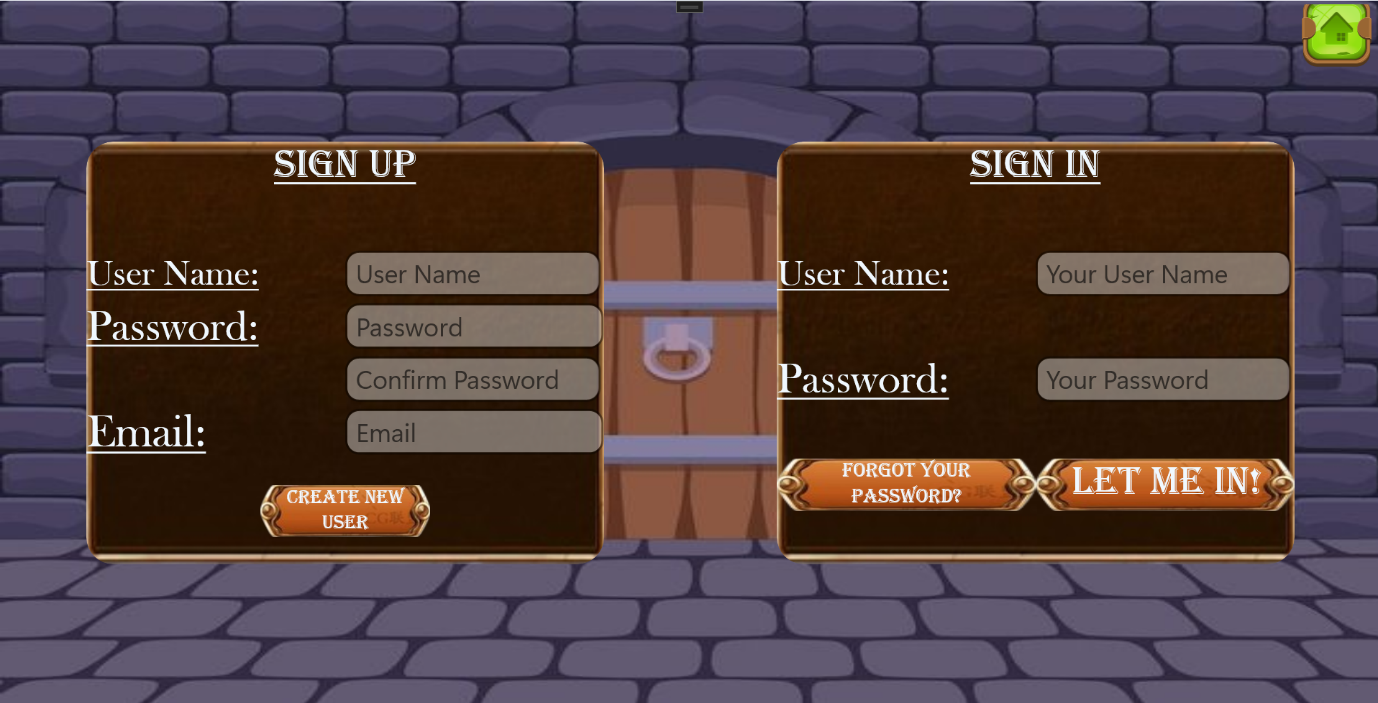 SIGN UP
User Name:
User Name
Password:
Password
Confirm Password
Email:
Email
CREATE NEW
USER
SIGN IN
User Name:
Your User Name
Password:
Your Password
FORGOT YOUR
PASSWORD?
LET ME IN!